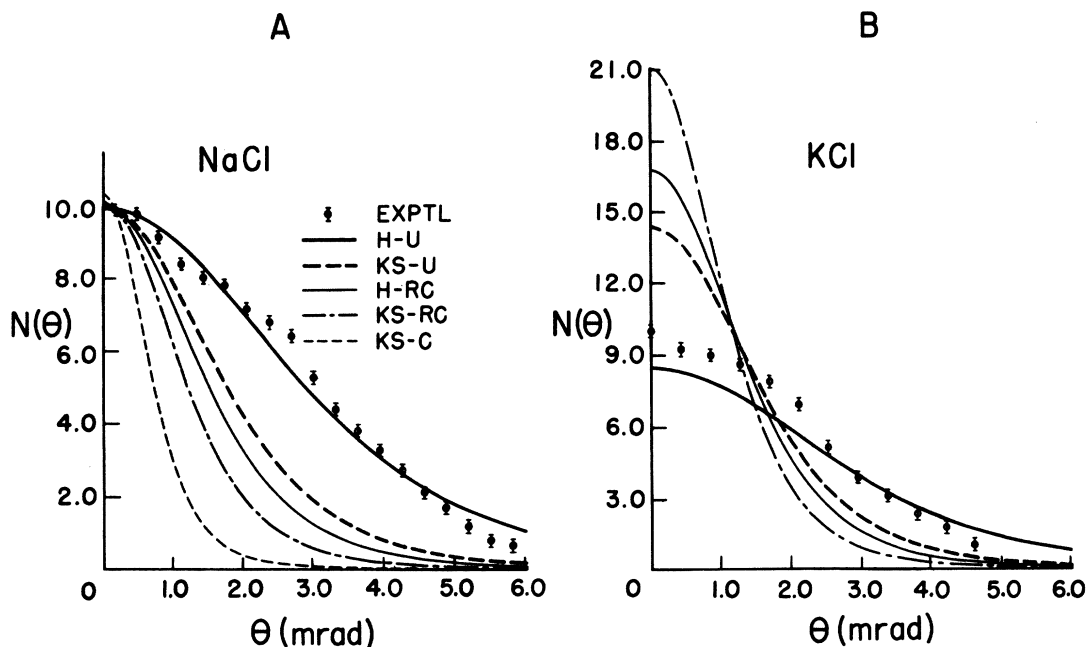 A
NaCl
N(θ)
10.0
8.0
6.0
4.0
2.0
0
1.0 2.0 3.0 4.0 5.0 6.0
θ (mrad)
EXPTL
H-U
KS-U
H-RC
KS-RC
KS-C
B
KCl
N(θ)
21.0
18.0
15.0
12.0
9.0
6.0
3.0
0
1.0 2.0 3.0 4.0 5.0 6.0
θ (mrad)